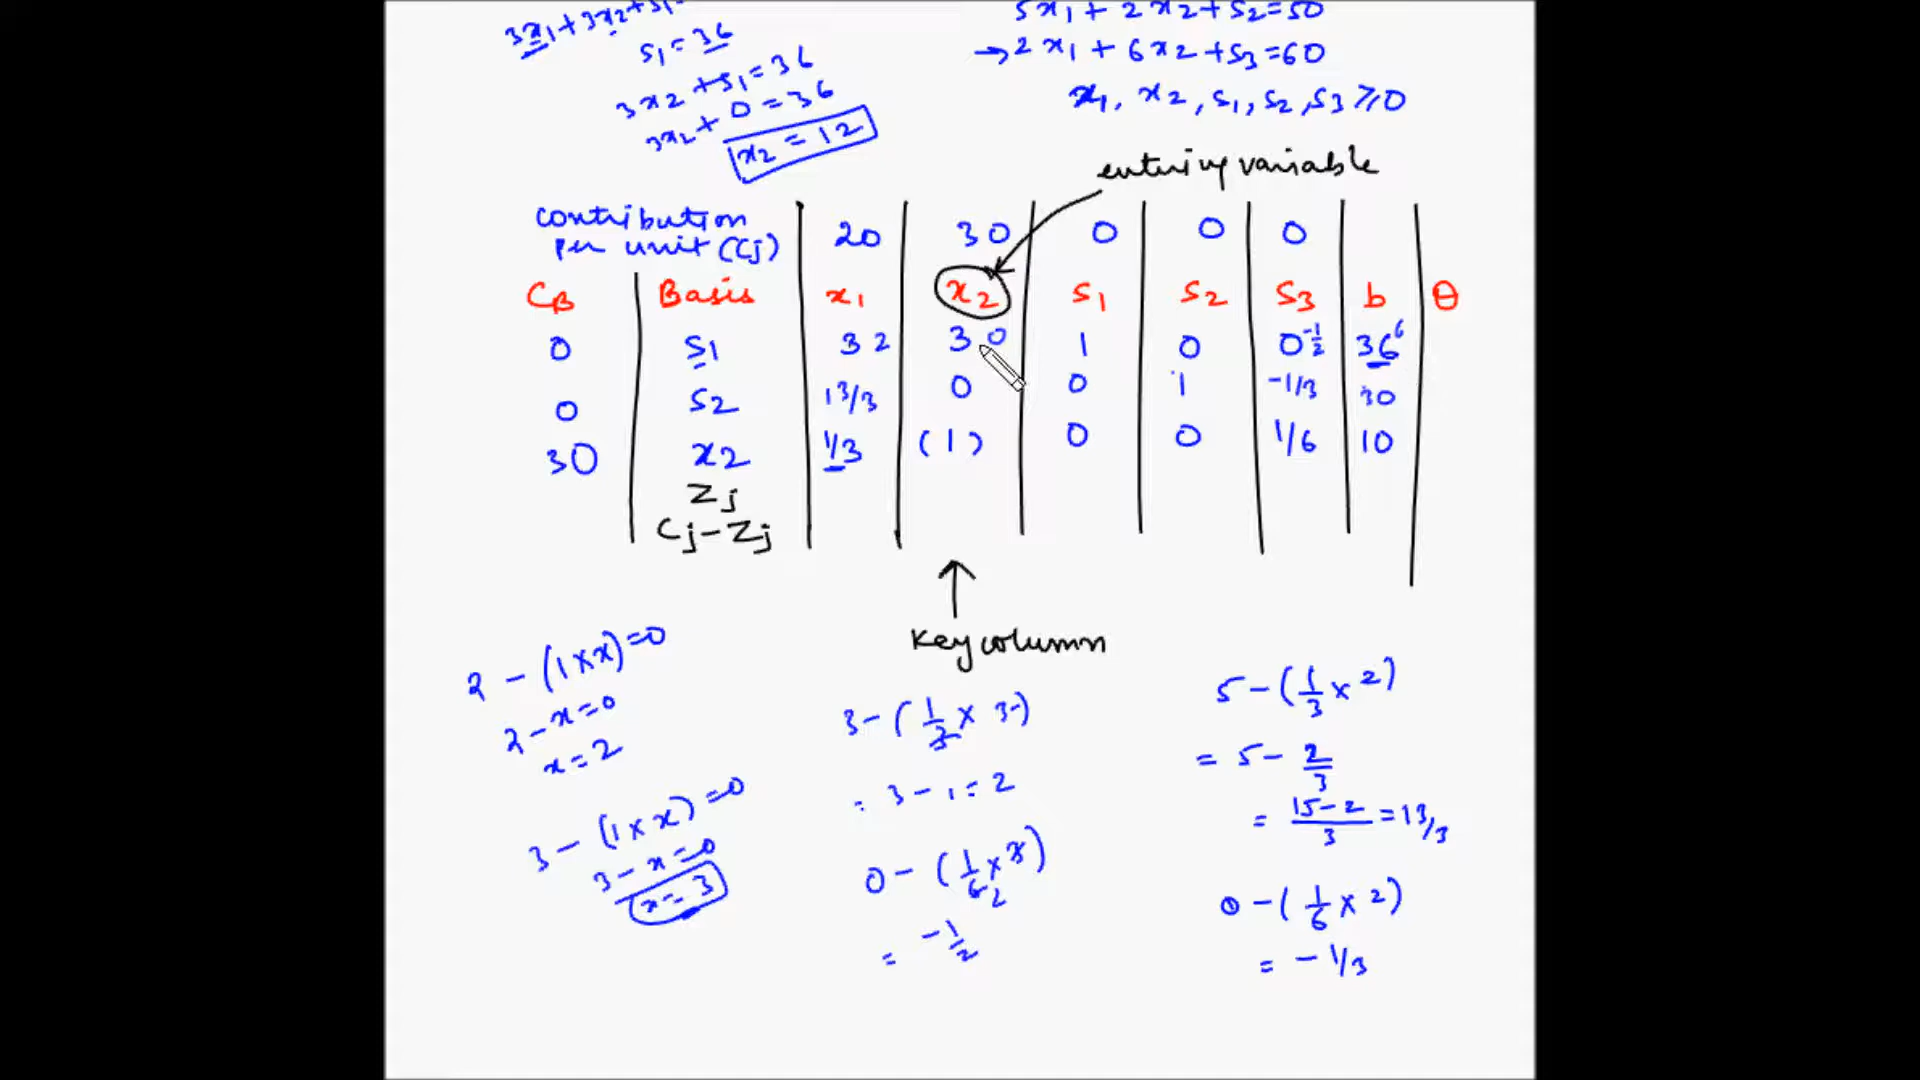 3x1+3x2+s1=
s1=36
3x2+s1=36
3x2+0=36
x2=12
5x1+2x2+s2=50
→2x1+6x2+s3=60
x1, x2, s1, s2, s3≥0
entering variable
contribution per unit (Cj) 20 30 0 0 0
CB Basis x1 x2 s1 s2 s3 b θ
0 s1 3 2 3 0 1 0 0 -1/2 36 6
0 s2 13/3 0 0 1 -1/3 30
30 x2 1/3 (1) 0 0 1/6 10
Zj
Cj-Zj
Key column
2-(1×x)=0
2-x=0
x=2
3-(1×x)=0
3-x=0
x=3
3-(1/3×3)
=3-1=2
0-(1/6×3)
2
=-1/2
5-(1/3×2)
=5-2/3
=15-2/3=13/3
0-(1/6×2)
=-1/3